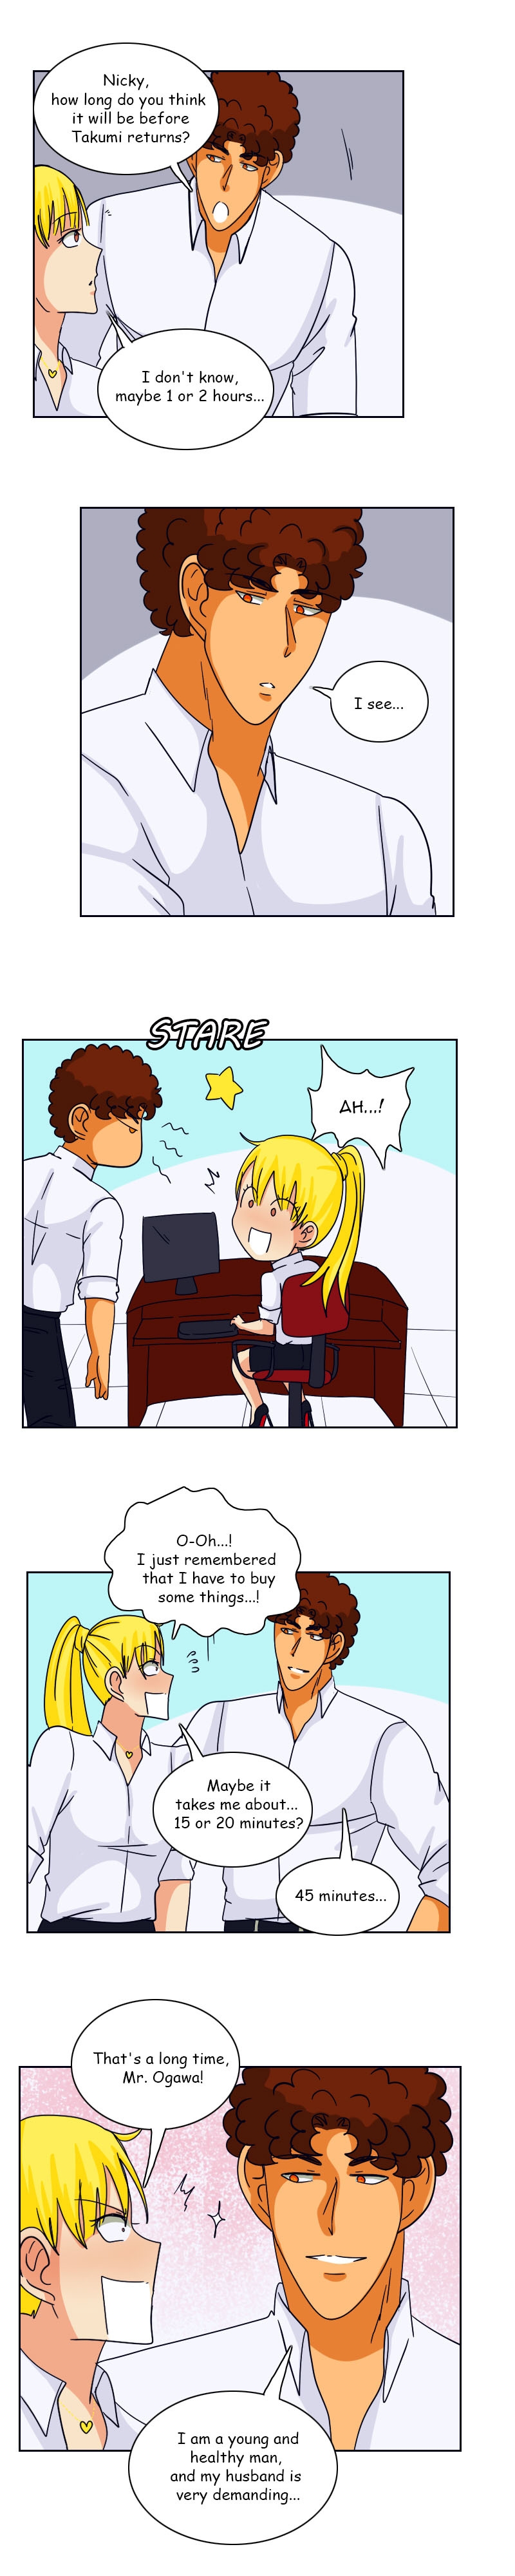 Nicky,
how long do you think
it will be before
Takumi returns?
I don't know,
maybe 1 or 2 hours...
I see...
STARE
AH...!
O-Oh...!
I just remembered
that I have to buy
some things...!
Maybe it
takes me about...
15 or 20 minutes?
45 minutes...
That's a long time,
Mr. Ogawa!
I am a young and
healthy man,
and my husband is
very demanding...